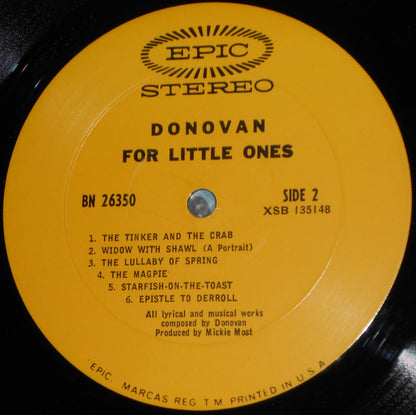 EPIC
STEREO
DONOVAN
FOR LITTLE ONES
BN 26350
SIDE 2
XSB 135148
1. THE TINKER AND THE CRAB
2. WIDOW WITH SHAWL (A Portrait)
3. THE LULLABY OF SPRING
4. THE MAGPIE
5. STARFISH-ON-THE-TOAST
6. EPISTLE TO DERROLL
All lyrical and musical works
composed by Donovan
Produced by Mickie Most
"EPIC, MARCAS REG. T M PRINTED IN U.S.A.